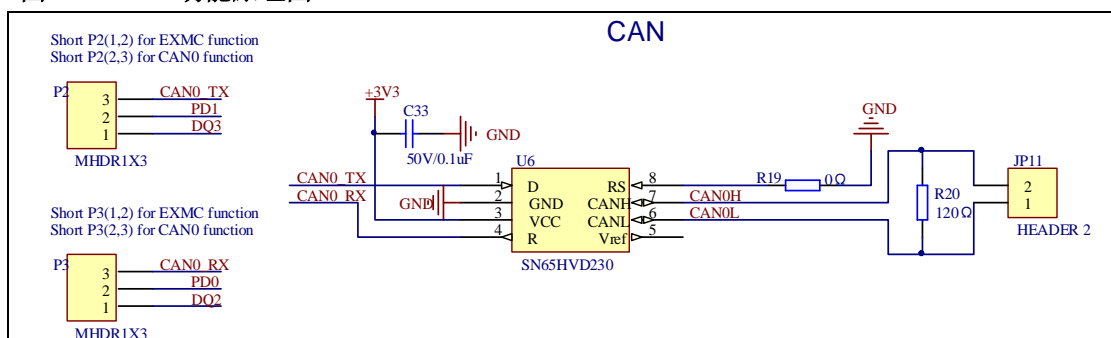 CAN
Short P2(1,2) for EXMC function
Short P2(2,3) for CAN0 function
P2
3 CAN0_TX
2 PD1
1 DQ3
MHDR1X3
Short P3(1,2) for EXMC function
Short P3(2,3) for CAN0 function
P3
3 CAN0_RX
2 PD0
1 DQ2
MHDR1X3
+3V3
C33
GND
50V/0.1uF
U6
CAN0_TX 1 D
GND 2 GND
3 VCC
CAN0_RX 4 R
RS 8
CANH 7 CAN0H
CANL 6 CAN0L
Vref 5
SN65HVD230
R19 0Ω
GND
R20
120Ω
JP11
2
1
HEADER 2